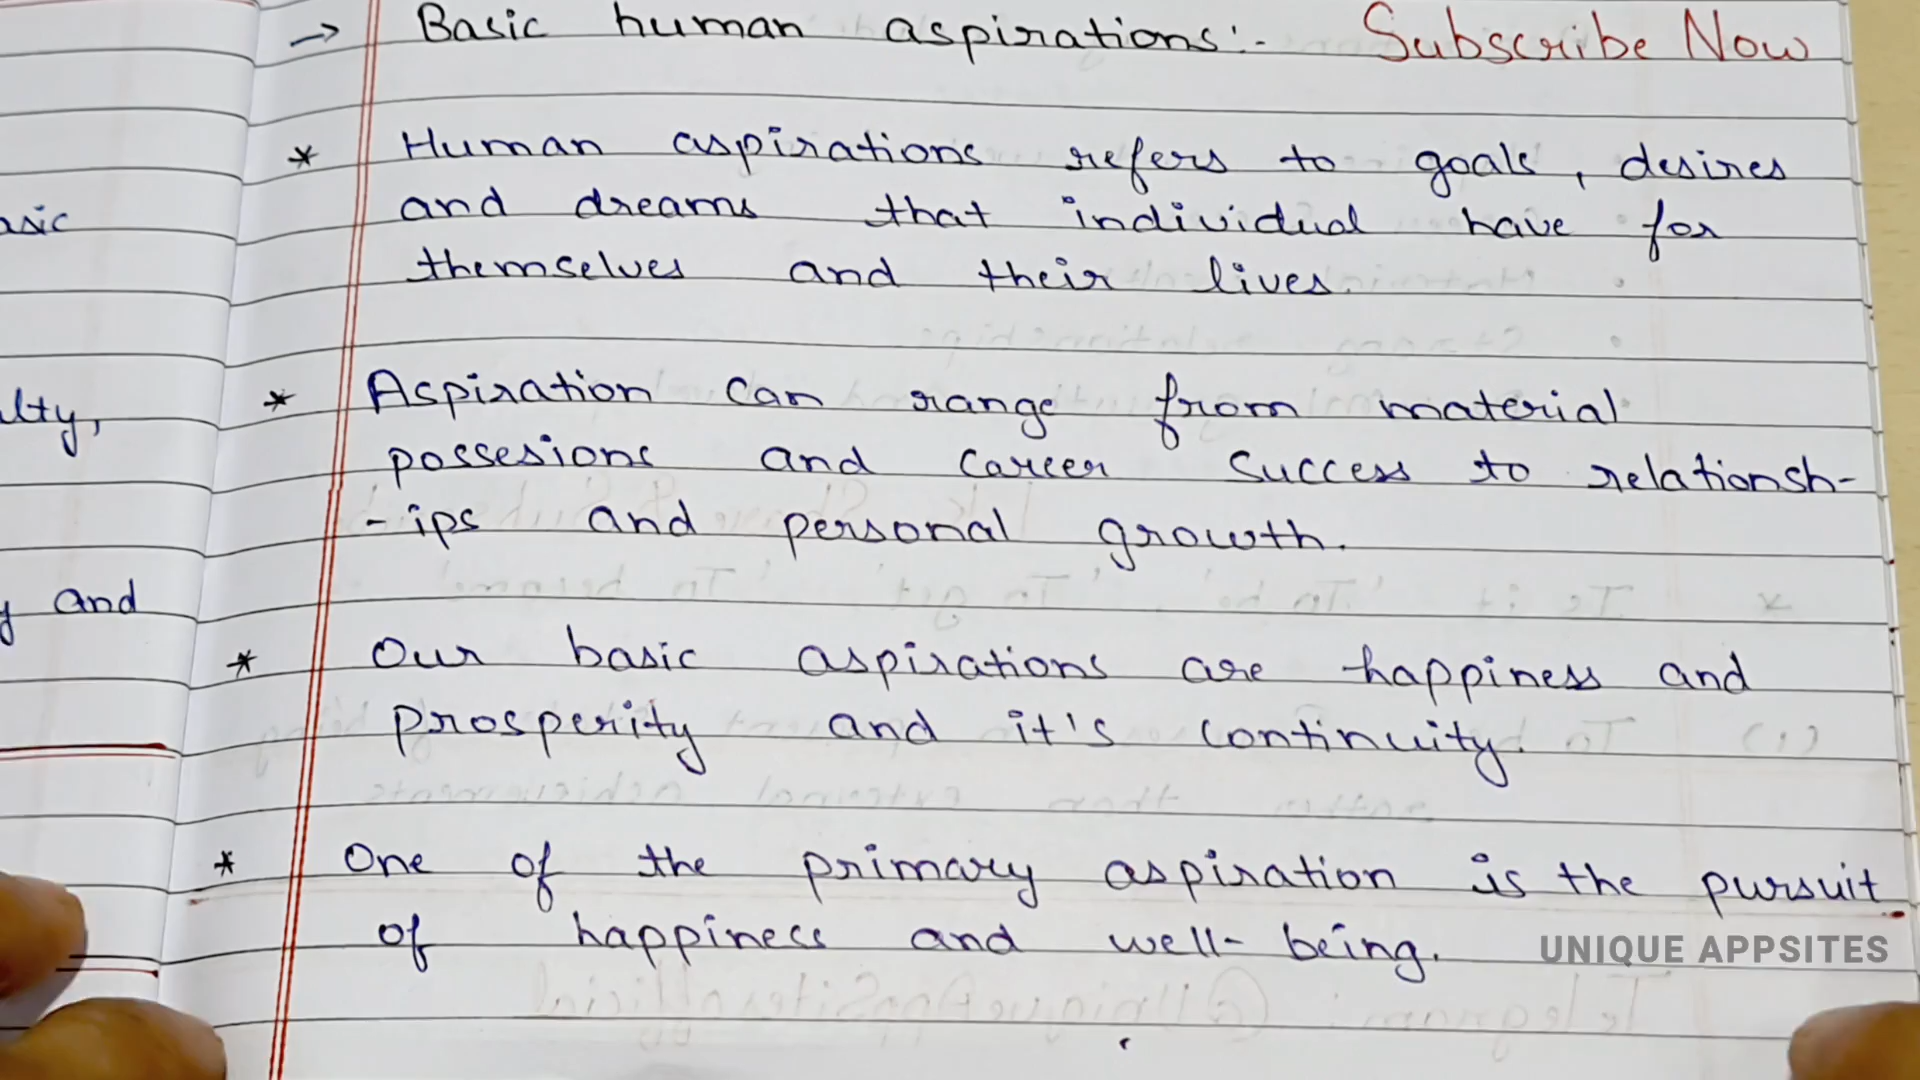 → Basic human aspirations:- Subscribe Now
* Human aspirations refers to goals, desires
and dreams that individual have for
themselves and their lives.
* Aspiration can range from material
possesions and career success to relationsh-
-ips and personal growth.
* Our basic aspirations are happiness and
prosperity and it's continuity.
* One of the primary aspiration is the pursuit
of happiness and well-being.
UNIQUE APPSITES
asic
ulty,
y and